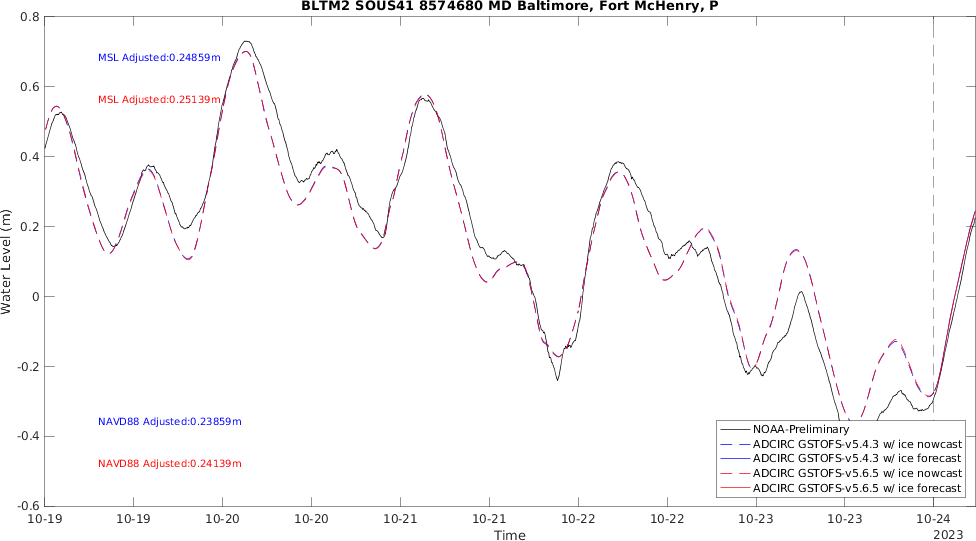 BLTM2 SOUS41 8574680 MD Baltimore, Fort McHenry, P
0.8
0.6
0.4
0.2
0
-0.2
-0.4
-0.6
Water Level (m)
MSL Adjusted:0.24859m
MSL Adjusted:0.25139m
NAVD88 Adjusted:0.23859m
NAVD88 Adjusted:0.24139m
NOAA-Preliminary
ADCIRC GSTOFS-v5.4.3 w/ ice nowcast
ADCIRC GSTOFS-v5.4.3 w/ ice forecast
ADCIRC GSTOFS-v5.6.5 w/ ice nowcast
ADCIRC GSTOFS-v5.6.5 w/ ice forecast
10-19 10-19 10-20 10-20 10-21 10-21 10-22 10-22 10-23 10-23 10-24
Time
2023